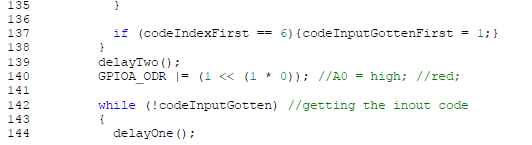 135 }
136
137 if (codeIndexFirst == 6){codeInputGottenFirst = 1;}
138 }
139 delayTwo();
140 GPIOA_ODR |= (1 << (1 * 0)); //A0 = high; //red;
141
142 while (!codeInputGotten) //getting the inout code
143 {
144 delayOne();